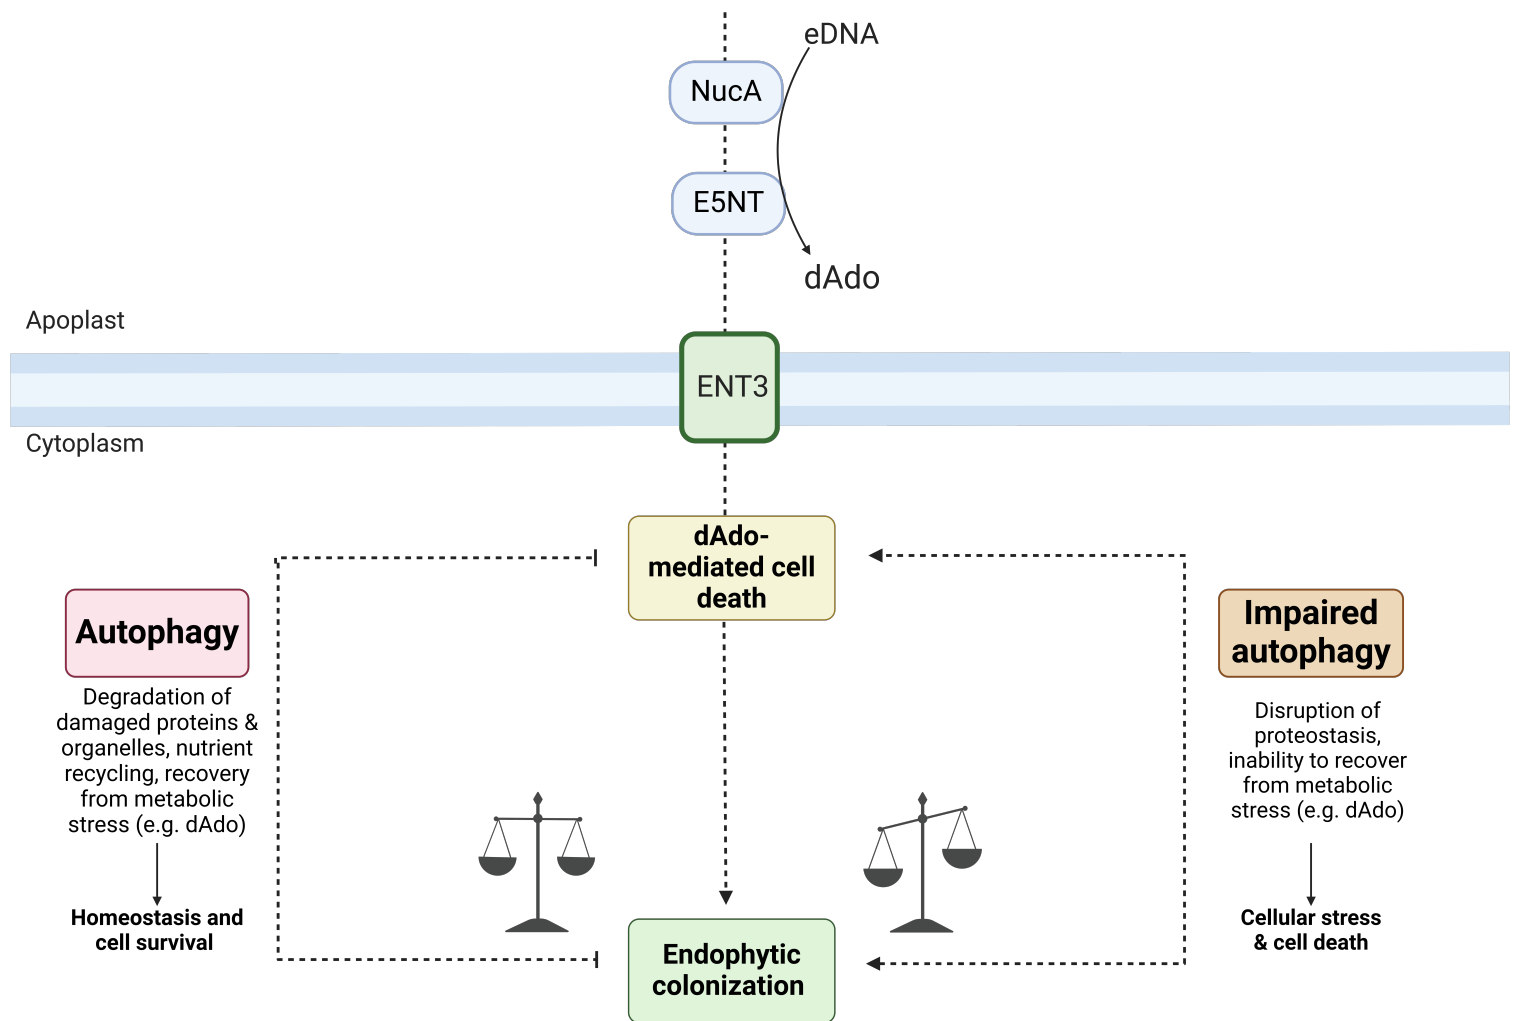 eDNA
NucA
E5NT
dAdo
Apoplast
ENT3
Cytoplasm
dAdo-
mediated cell
death
Autophagy
Degradation of
damaged proteins &
organelles, nutrient
recycling, recovery
from metabolic
stress (e.g. dAdo)
Homeostasis and
cell survival
Impaired
autophagy
Disruption of
proteostasis,
inability to recover
from metabolic
stress (e.g. dAdo)
Cellular stress
& cell death
Endophytic
colonization